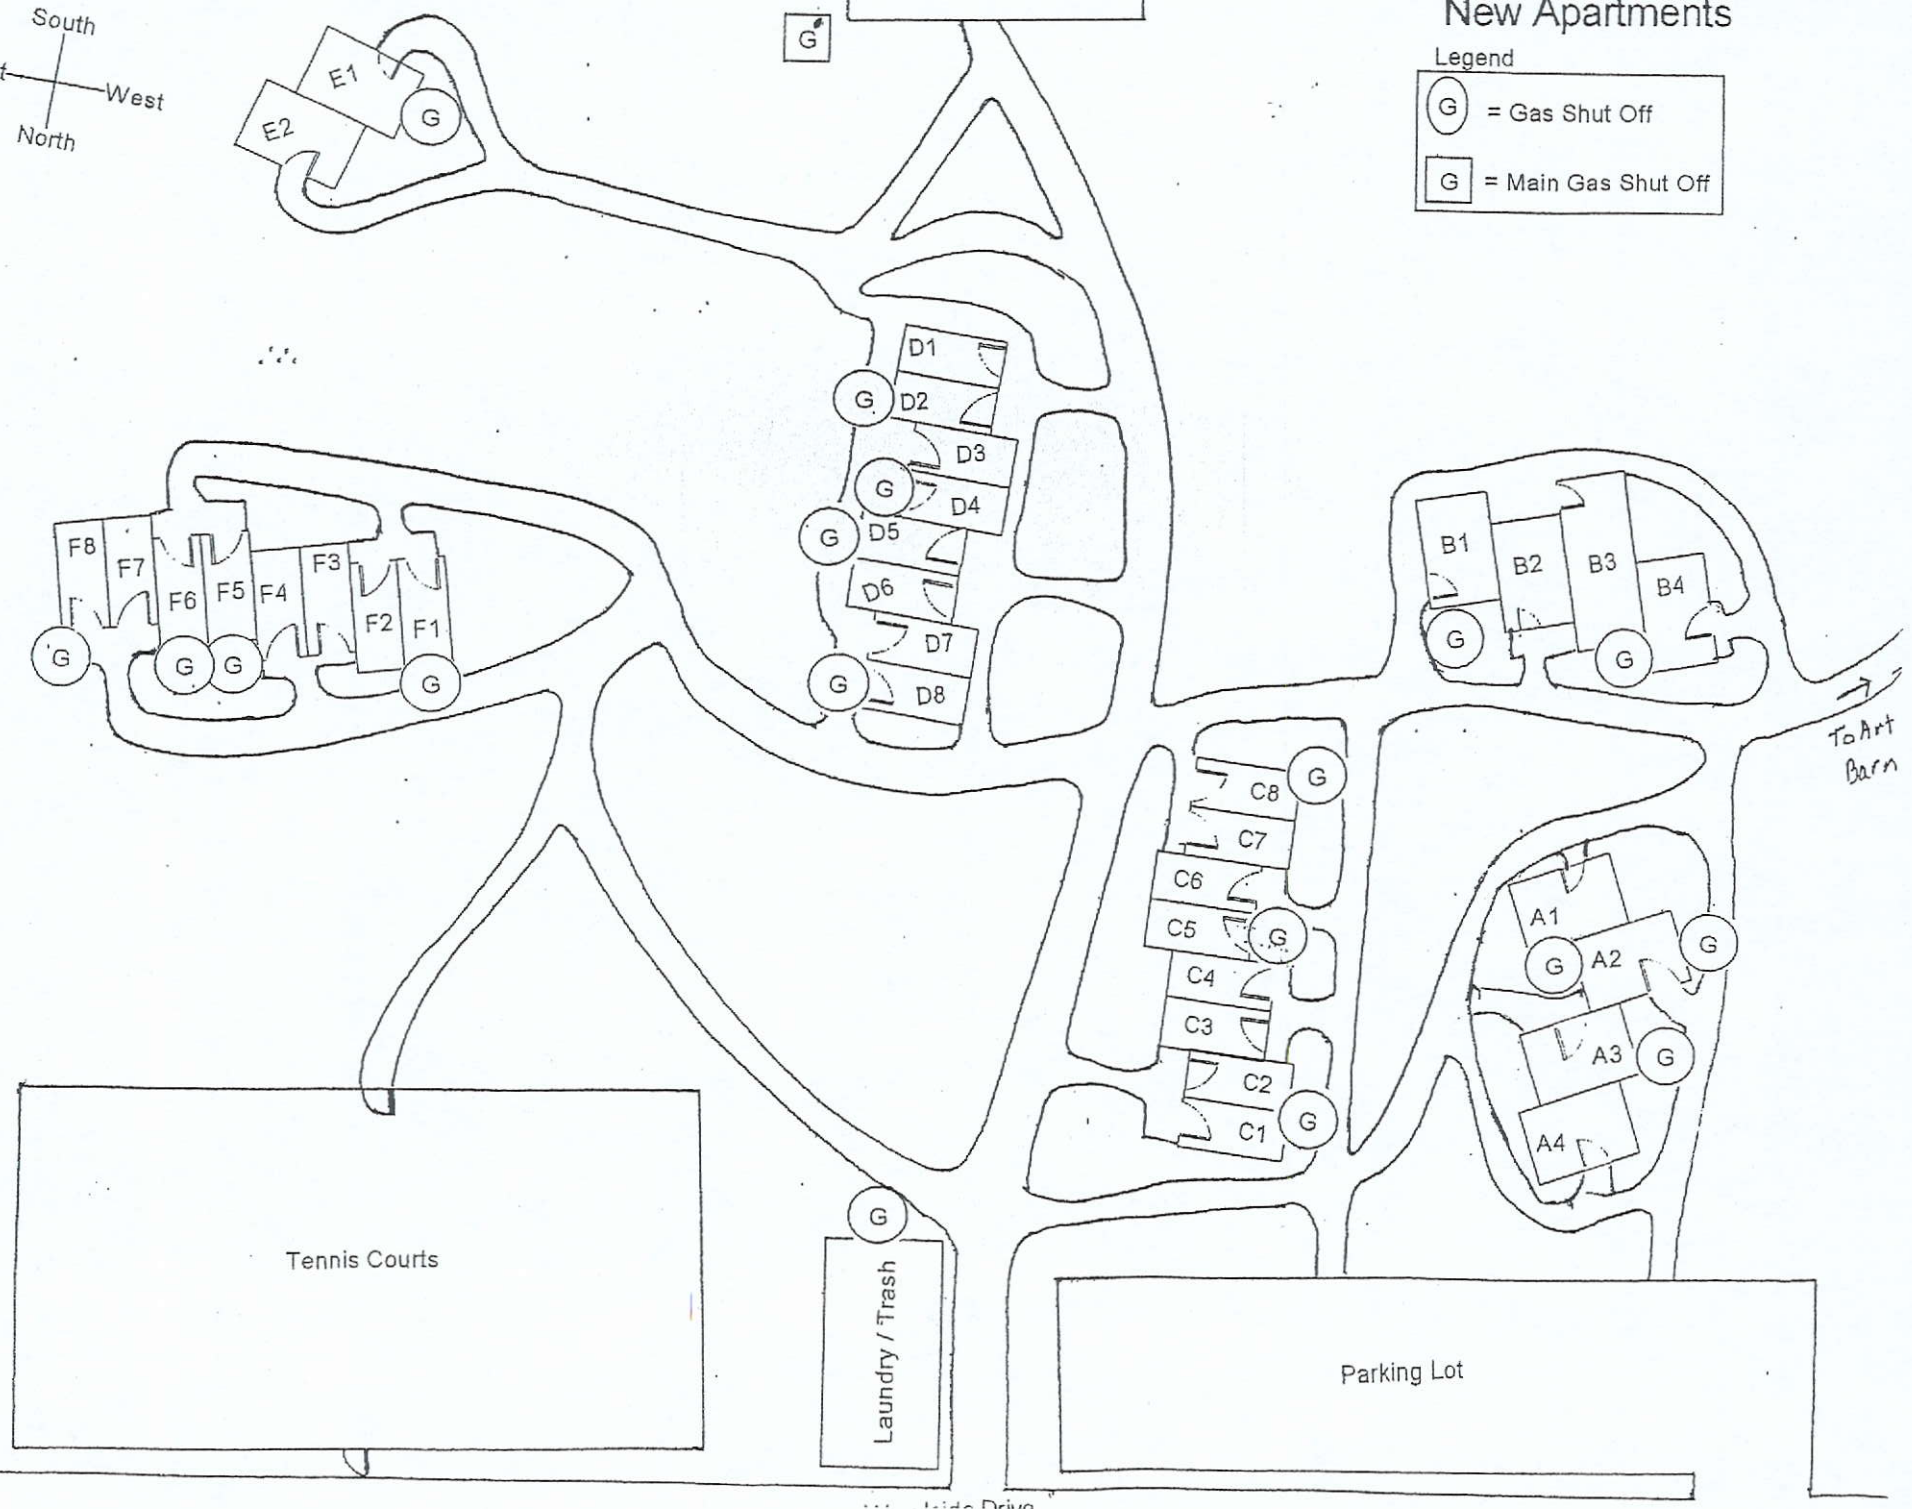 New Apartments
Legend
G = Gas Shut Off
G = Main Gas Shut Off
South
West
North
G
E1
G
E2
D1
G
D2
D3
G
D4
G
D5
D6
D7
G
D8
F8
F7
F6
F5
F4
F3
F2
F1
G
G
G
G
B1
B2
B3
B4
G
G
To Art
Barn
C8
G
C7
C6
C5
G
C4
C3
C2
C1
G
A1
G
A2
G
A3
G
A4
G
Tennis Courts
Laundry / Trash
Parking Lot
Drive